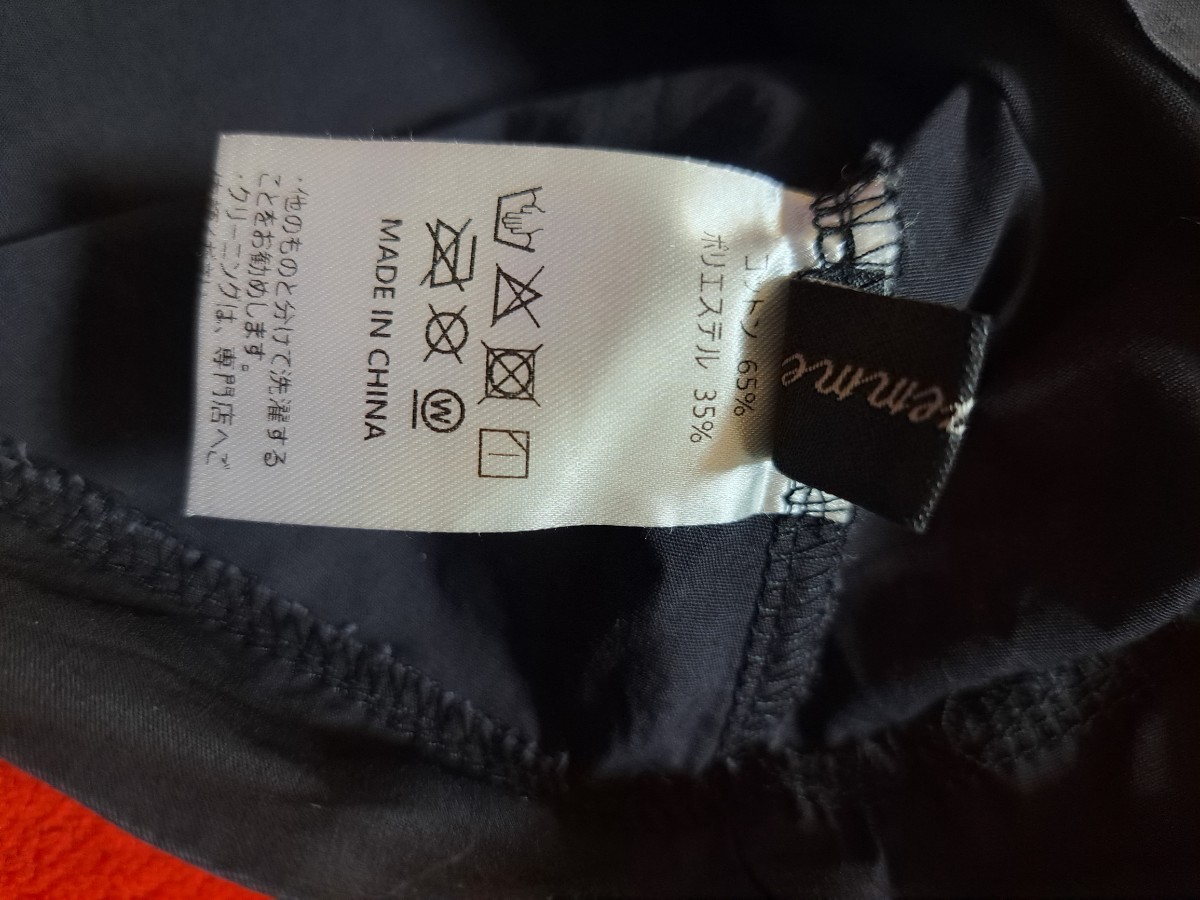 emme
コットン 65%
ポリエステル 35%
W
MADE IN CHINA
・他のものと分けて洗濯する
ことをお勧めします。
・クリーニングは、専門店へご